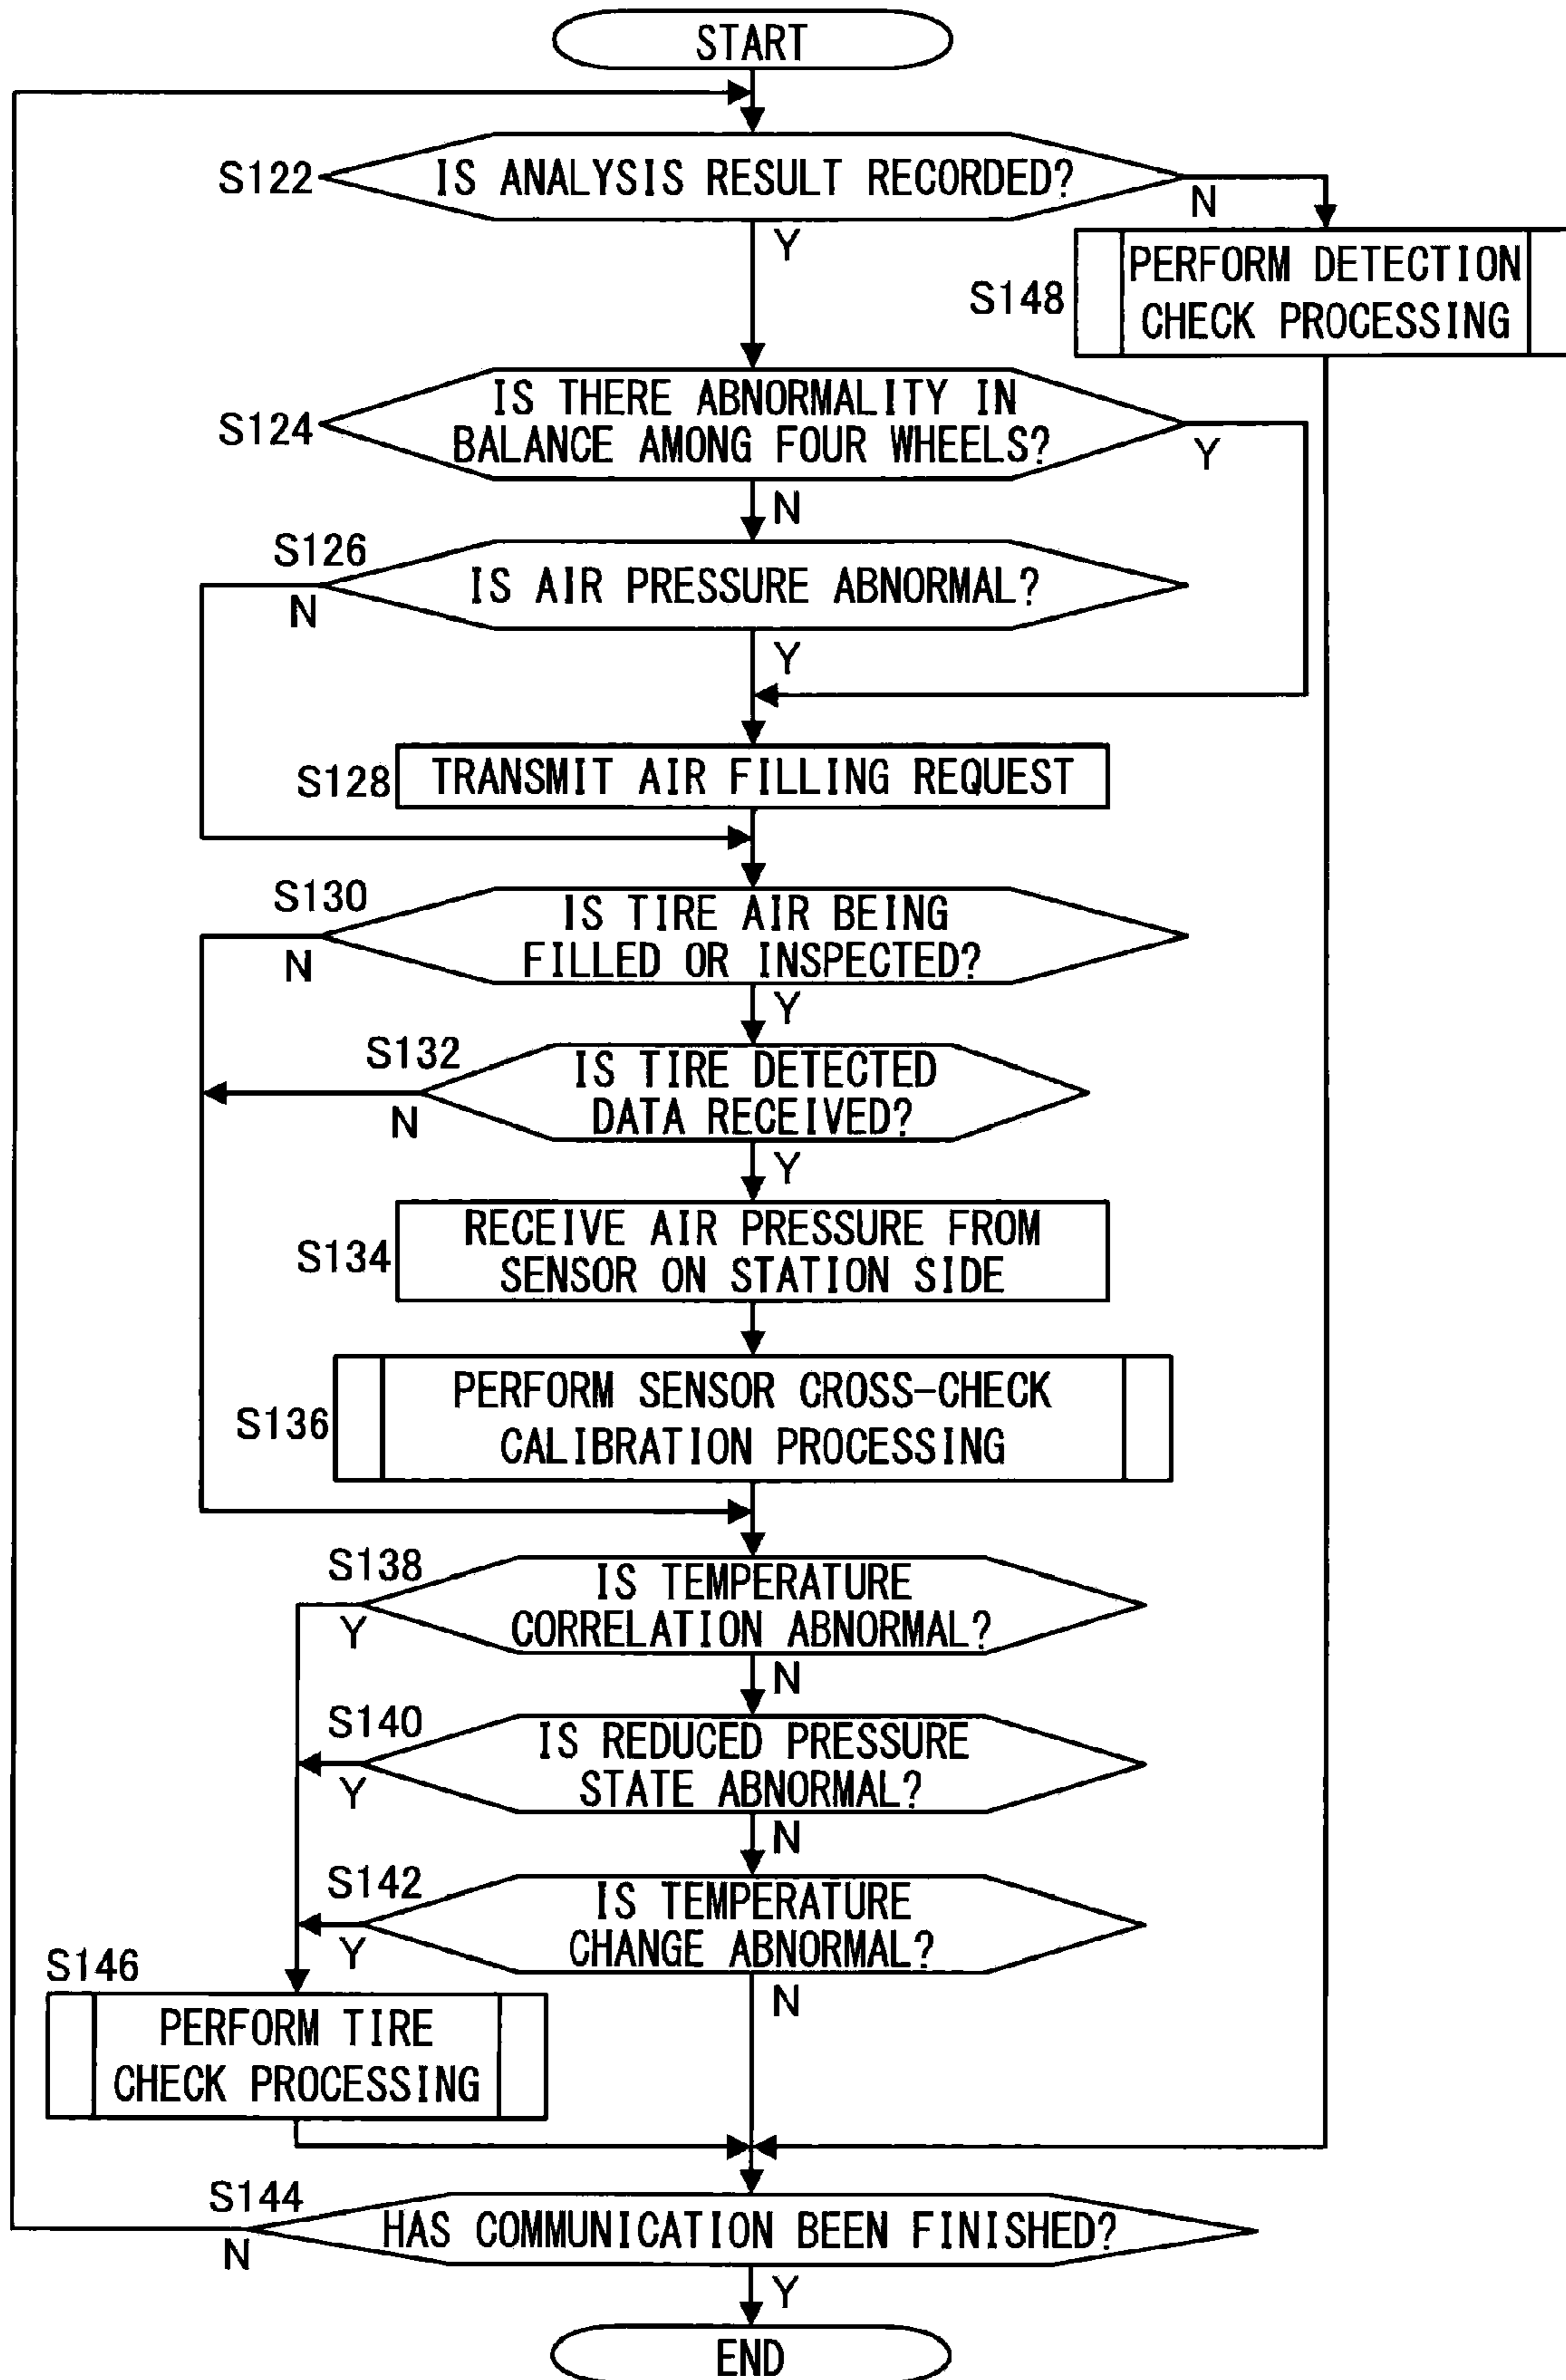 START
S122
IS ANALYSIS RESULT RECORDED?
N
Y
S148
PERFORM DETECTION
CHECK PROCESSING
S124
IS THERE ABNORMALITY IN
BALANCE AMONG FOUR WHEELS?
Y
N
S126
IS AIR PRESSURE ABNORMAL?
N
Y
S128
TRANSMIT AIR FILLING REQUEST
S130
IS TIRE AIR BEING
FILLED OR INSPECTED?
N
Y
S132
IS TIRE DETECTED
DATA RECEIVED?
N
Y
S134
RECEIVE AIR PRESSURE FROM
SENSOR ON STATION SIDE
S136
PERFORM SENSOR CROSS-CHECK
CALIBRATION PROCESSING
S138
IS TEMPERATURE
CORRELATION ABNORMAL?
Y
N
S140
IS REDUCED PRESSURE
STATE ABNORMAL?
Y
N
S142
IS TEMPERATURE
CHANGE ABNORMAL?
Y
N
S146
PERFORM TIRE
CHECK PROCESSING
S144
HAS COMMUNICATION BEEN FINISHED?
N
Y
END